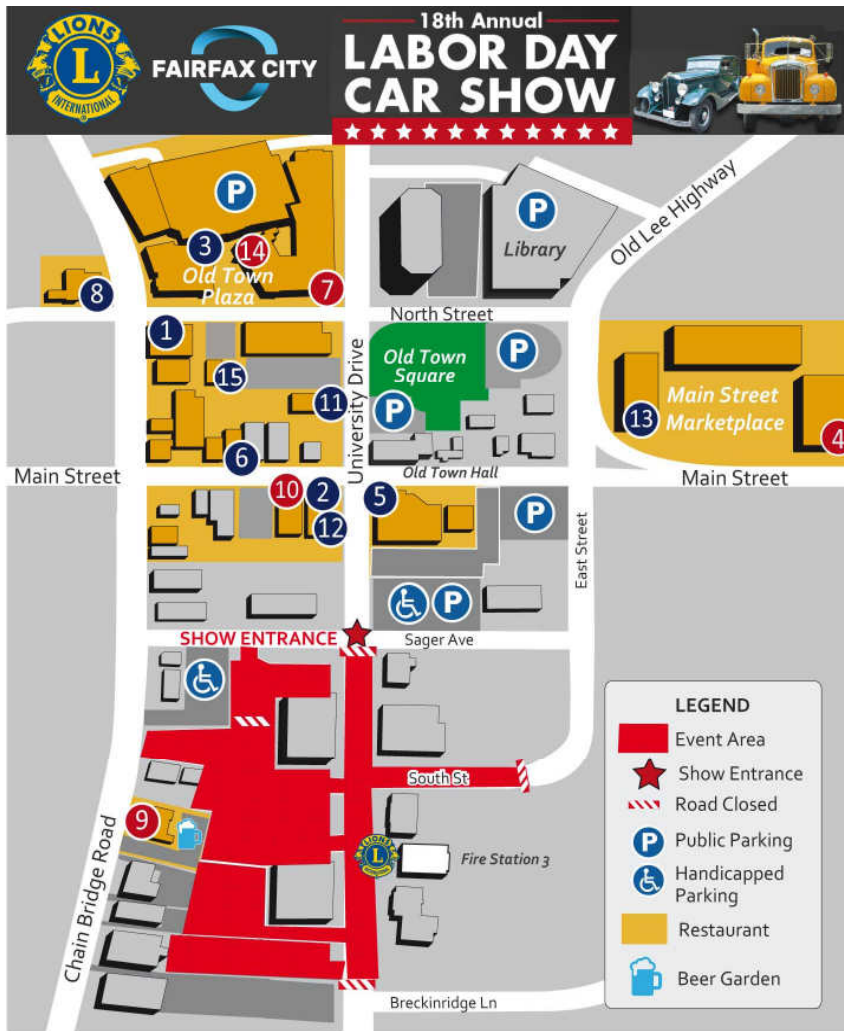 LIONS
L
INTERNATIONAL
FAIRFAX CITY
18th Annual
LABOR DAY
CAR SHOW
P
P
Library
Old Lee Highway
3
14
Old Town
Plaza
7
8
North Street
1
15
11
6
University Drive
Old Town
Square
P
P
Old Town Hall
Main Street
Marketplace
13
4
Main Street
Main Street
10
2
12
5
P
East Street
P
SHOW ENTRANCE
Sager Ave
South St
9
LIONS
L
Fire Station 3
Chain Bridge Road
Breckinridge Ln
LEGEND
Event Area
Show Entrance
Road Closed
P
Public Parking
Handicapped
Parking
Restaurant
Beer Garden